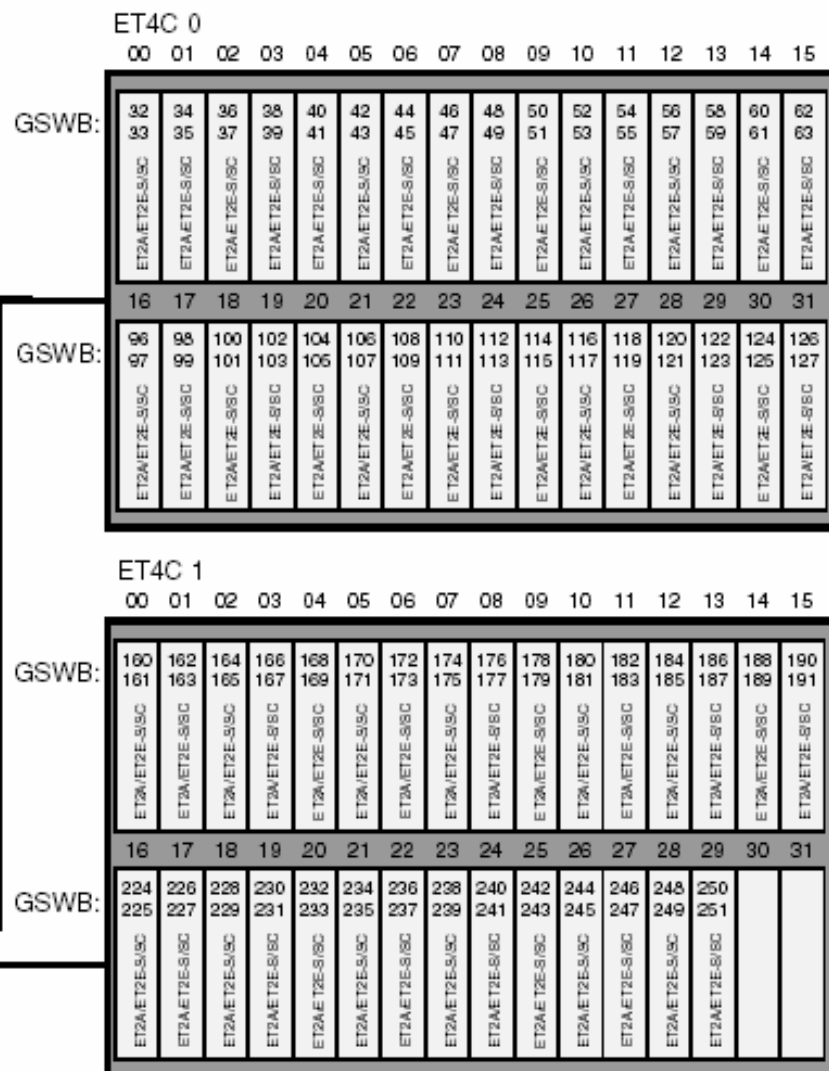 ET4C 0
00 01 02 03 04 05 06 07 08 09 10 11 12 13 14 15
GSWB: 32 34 36 38 40 42 44 46 48 50 52 54 56 58 60 62
33 35 37 39 41 43 45 47 49 51 53 55 57 59 61 63
ET2A/ET2E-S/SC ET2A/ET2E-S/SC ET2A/ET2E-S/SC ET2A/ET2E-S/SC ET2A/ET2E-S/SC ET2A/ET2E-S/SC ET2A/ET2E-S/SC ET2A/ET2E-S/SC ET2A/ET2E-S/SC ET2A/ET2E-S/SC ET2A/ET2E-S/SC ET2A/ET2E-S/SC ET2A/ET2E-S/SC ET2A/ET2E-S/SC ET2A/ET2E-S/SC ET2A/ET2E-S/SC
16 17 18 19 20 21 22 23 24 25 26 27 28 29 30 31
GSWB: 96 98 100 102 104 106 108 110 112 114 116 118 120 122 124 126
97 99 101 103 105 107 109 111 113 115 117 119 121 123 125 127
ET2A/ET2E-S/SC ET2A/ET2E-S/SC ET2A/ET2E-S/SC ET2A/ET2E-S/SC ET2A/ET2E-S/SC ET2A/ET2E-S/SC ET2A/ET2E-S/SC ET2A/ET2E-S/SC ET2A/ET2E-S/SC ET2A/ET2E-S/SC ET2A/ET2E-S/SC ET2A/ET2E-S/SC ET2A/ET2E-S/SC ET2A/ET2E-S/SC ET2A/ET2E-S/SC ET2A/ET2E-S/SC
ET4C 1
00 01 02 03 04 05 06 07 08 09 10 11 12 13 14 15
GSWB: 160 162 164 166 168 170 172 174 176 178 180 182 184 186 188 190
161 163 165 167 169 171 173 175 177 179 181 183 185 187 189 191
ET2A/ET2E-S/SC ET2A/ET2E-S/SC ET2A/ET2E-S/SC ET2A/ET2E-S/SC ET2A/ET2E-S/SC ET2A/ET2E-S/SC ET2A/ET2E-S/SC ET2A/ET2E-S/SC ET2A/ET2E-S/SC ET2A/ET2E-S/SC ET2A/ET2E-S/SC ET2A/ET2E-S/SC ET2A/ET2E-S/SC ET2A/ET2E-S/SC ET2A/ET2E-S/SC ET2A/ET2E-S/SC
16 17 18 19 20 21 22 23 24 25 26 27 28 29 30 31
GSWB: 224 226 228 230 232 234 236 238 240 242 244 246 248 250
225 227 229 231 233 235 237 239 241 243 245 247 249 251
ET2A/ET2E-S/SC ET2A/ET2E-S/SC ET2A/ET2E-S/SC ET2A/ET2E-S/SC ET2A/ET2E-S/SC ET2A/ET2E-S/SC ET2A/ET2E-S/SC ET2A/ET2E-S/SC ET2A/ET2E-S/SC ET2A/ET2E-S/SC ET2A/ET2E-S/SC ET2A/ET2E-S/SC ET2A/ET2E-S/SC ET2A/ET2E-S/SC